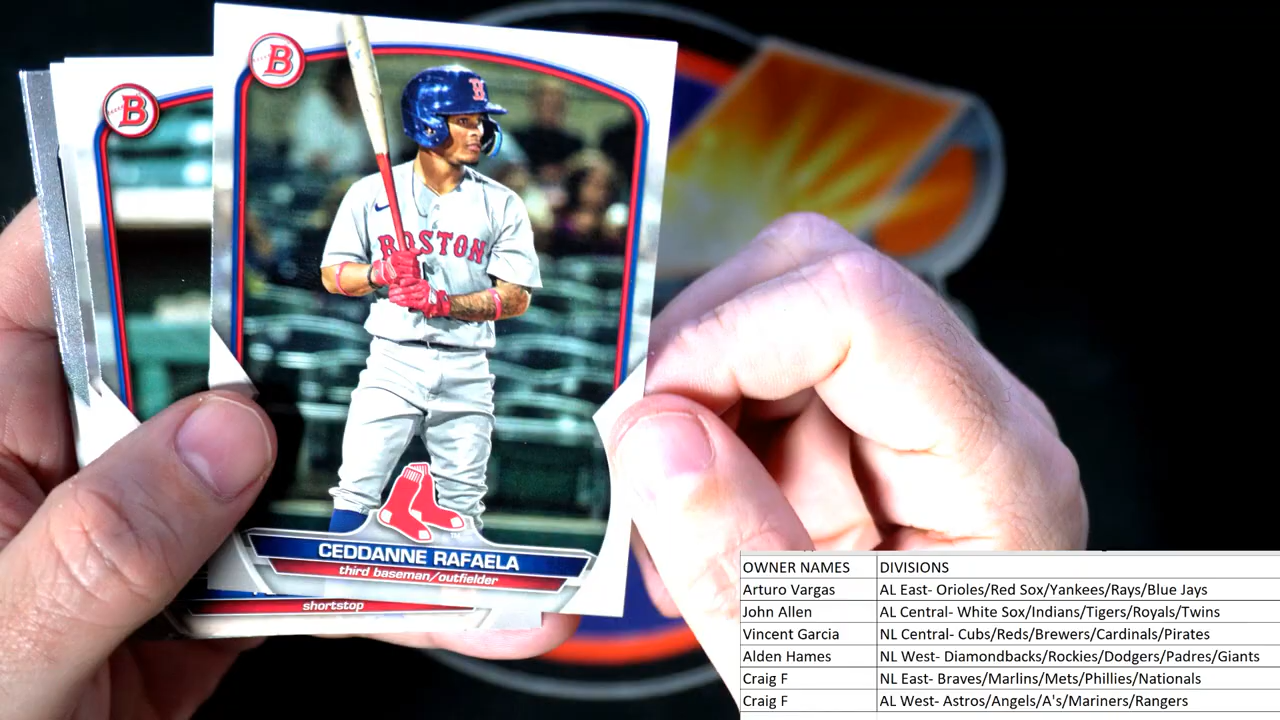 B
B
B
BOSTON
CEDDANNE RAFAELA
third baseman/outfielder
shortstop
OWNER NAMES DIVISIONS
Arturo Vargas AL East- Orioles/Red Sox/Yankees/Rays/Blue Jays
John Allen AL Central- White Sox/Indians/Tigers/Royals/Twins
Vincent Garcia NL Central- Cubs/Reds/Brewers/Cardinals/Pirates
Alden Hames NL West- Diamondbacks/Rockies/Dodgers/Padres/Giants
Craig F NL East- Braves/Marlins/Mets/Phillies/Nationals
Craig F AL West- Astros/Angels/A's/Mariners/Rangers